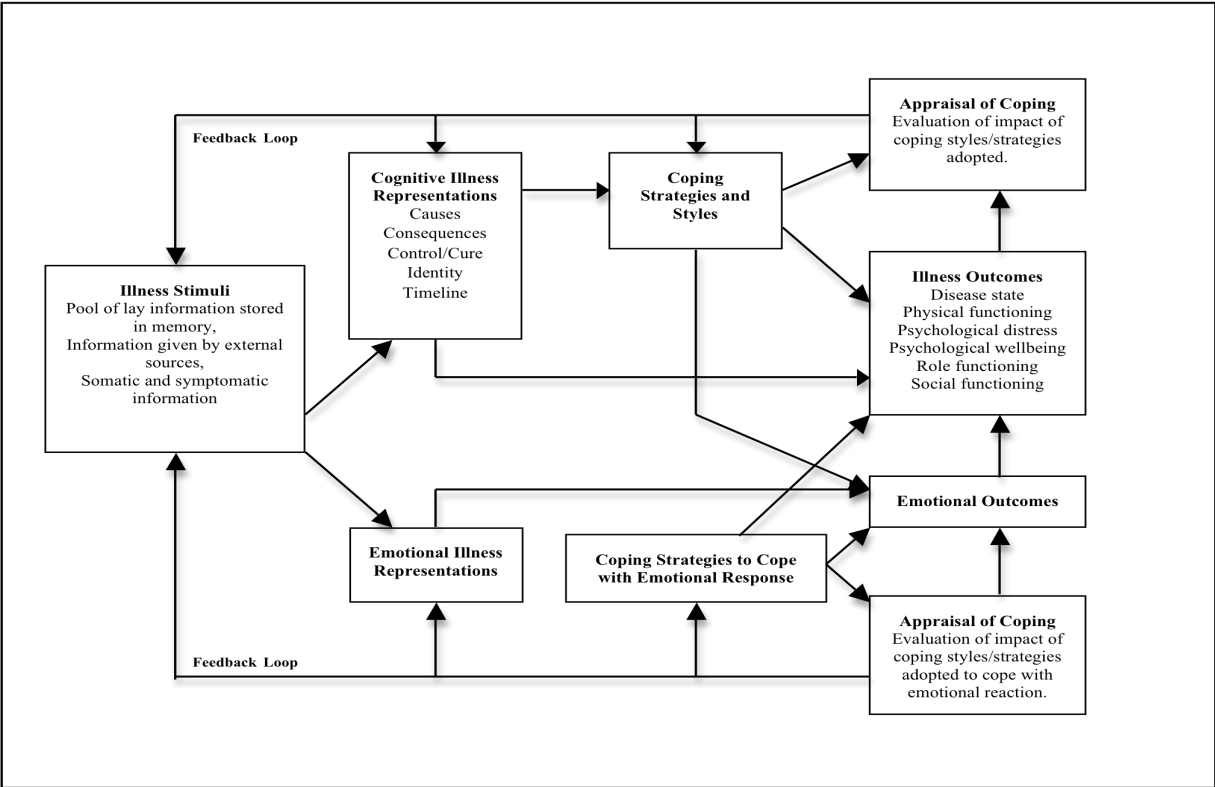 Appraisal of Coping
Evaluation of impact of
coping styles/strategies
adopted.
Feedback Loop
Cognitive Illness
Representations
Causes
Consequences
Control/Cure
Identity
Timeline
Coping
Strategies and
Styles
Illness Stimuli
Pool of lay information stored
in memory,
Information given by external
sources,
Somatic and symptomatic
information
Illness Outcomes
Disease state
Physical functioning
Psychological distress
Psychological wellbeing
Role functioning
Social functioning
Emotional Outcomes
Emotional Illness
Representations
Coping Strategies to Cope
with Emotional Response
Appraisal of Coping
Evaluation of impact of
coping styles/strategies
adopted to cope with
emotional reaction.
Feedback Loop